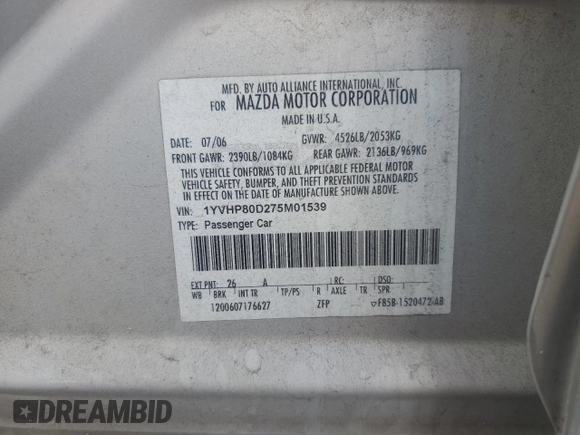 MFD. BY AUTO ALLIANCE INTERNATIONAL, INC.
FOR MAZDA MOTOR CORPORATION
MADE IN U.S.A.
DATE: 07/06 GVWR: 4526LB/2053KG
FRONT GAWR: 2390LB/1084KG REAR GAWR: 2136LB/969KG
THIS VEHICLE CONFORMS TO ALL APPLICABLE FEDERAL MOTOR
VEHICLE SAFETY, BUMPER, AND THEFT PREVENTION STANDARDS
IN EFFECT ON THE DATE OF MANUFACTURE SHOWN ABOVE.
VIN: 1YVHP80D275M01539
TYPE: Passenger Car
EXT PNT: 26 A RC: DSO:
WB BRK INT TR TP/PS R AXLE TR SPR
1200607176627 ZFP F85B-1520472-AB
DREAMBID